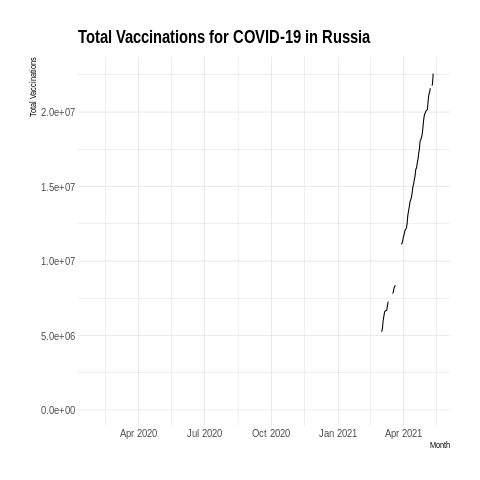 Total Vaccinations for COVID-19 in Russia
Total Vaccinations
2.0e+07
1.5e+07
1.0e+07
5.0e+06
0.0e+00
Apr 2020 Jul 2020 Oct 2020 Jan 2021 Apr 2021
Month